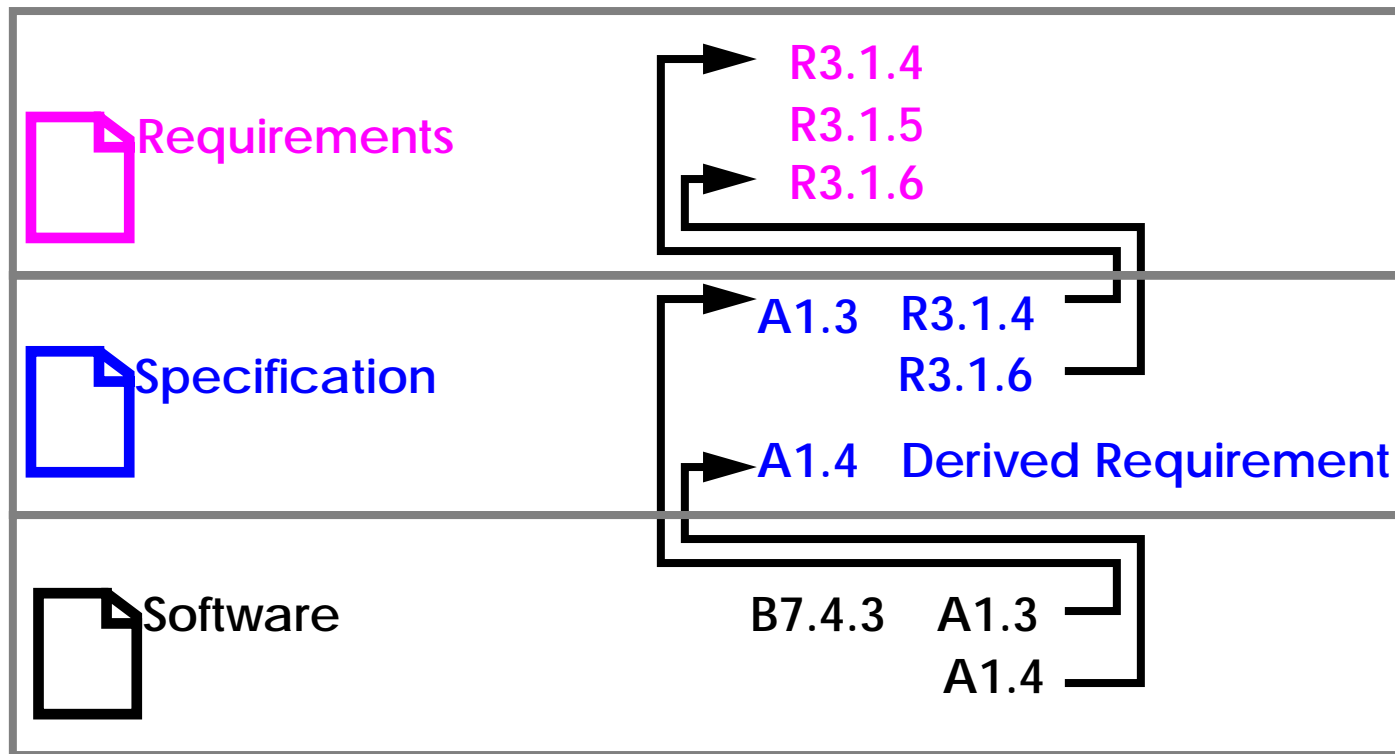 R3.1.4
Requirements R3.1.5
R3.1.6
A1.3 R3.1.4
Specification R3.1.6
A1.4 Derived Requirement
Software B7.4.3 A1.3
A1.4